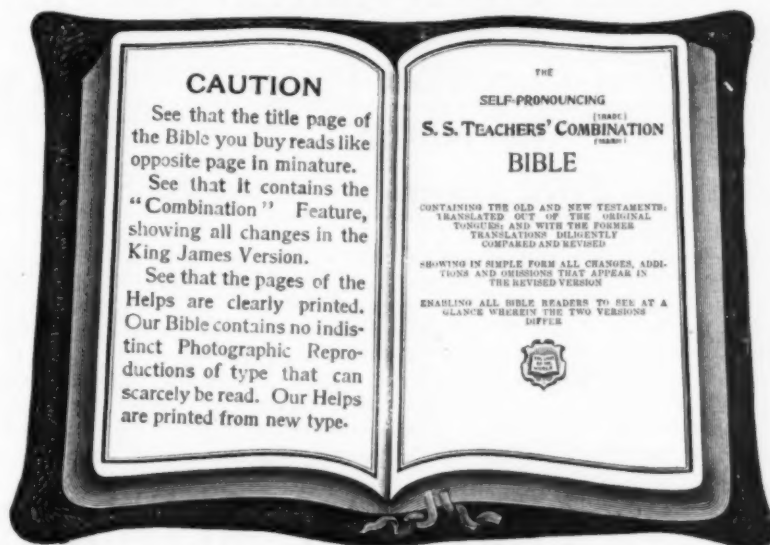 CAUTION
See that the title page of
the Bible you buy reads like
opposite page in minature.
See that it contains the
"Combination" Feature,
showing all changes in the
King James Version.
See that the pages of the
Helps are clearly printed.
Our Bible contains no indis-
tinct Photographic Repro-
ductions of type that can
scarcely be read. Our Helps
are printed from new type.
THE
SELF-PRONOUNCING
(TRADE)
S. S. TEACHERS' COMBINATION
(MARK)
BIBLE
CONTAINING THE OLD AND NEW TESTAMENTS:
TRANSLATED OUT OF THE ORIGINAL
TONGUES; AND WITH THE FORMER
TRANSLATIONS DILIGENTLY
COMPARED AND REVISED
SHOWING IN SIMPLE FORM ALL CHANGES, ADDI-
TIONS AND OMISSIONS THAT APPEAR IN
THE REVISED VERSION
ENABLING ALL BIBLE READERS TO SEE AT A
GLANCE WHEREIN THE TWO VERSIONS
DIFFER